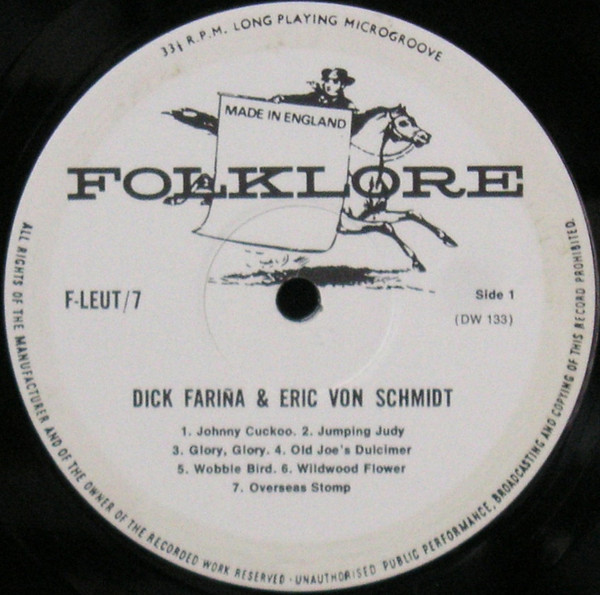 33⅓ R.P.M. LONG PLAYING MICROGROOVE
MADE IN ENGLAND
FOLKLORE
F-LEUT/7
Side 1
(DW 133)
DICK FARIÑA & ERIC VON SCHMIDT
1. Johnny Cuckoo. 2. Jumping Judy
3. Glory, Glory. 4. Old Joe's Dulcimer
5. Wobble Bird. 6. Wildwood Flower
7. Overseas Stomp
ALL RIGHTS OF THE MANUFACTURER AND OF THE OWNER OF THE RECORDED WORK RESERVED · UNAUTHORISED PUBLIC PERFORMANCE, BROADCASTING AND COPYING OF THIS RECORD PROHIBITED.